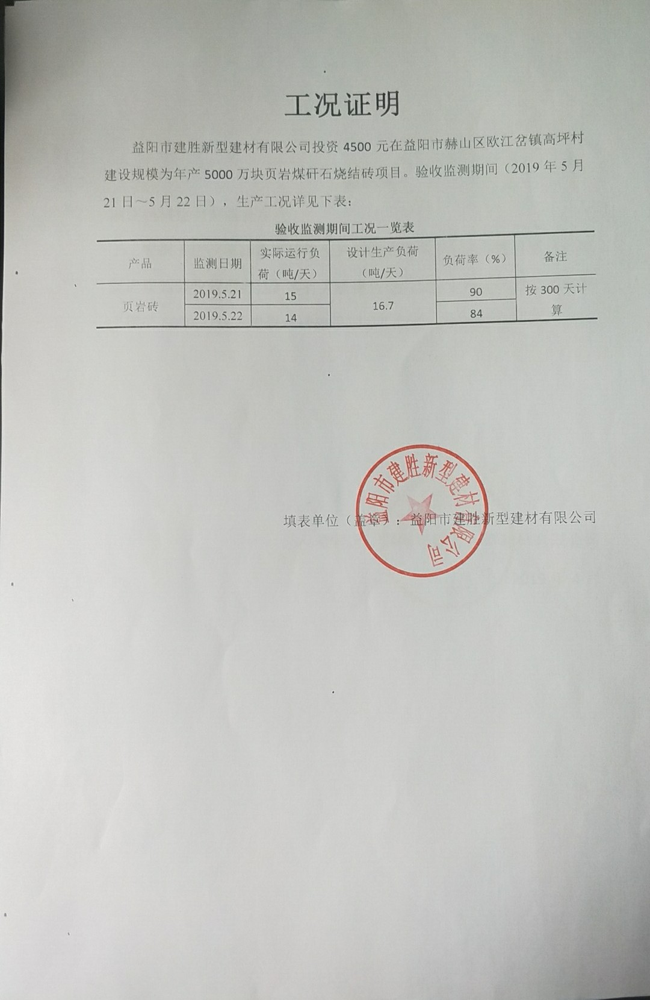 工况证明
益阳市建胜新型建材有限公司投资 4500 元在益阳市赫山区欧江岔镇高坪村
建设规模为年产 5000 万块页岩煤矸石烧结砖项目。验收监测期间（2019 年 5 月
21 日～5 月 22 日），生产工况详见下表：
验收监测期间工况一览表
产品 监测日期 实际运行负荷（吨/天） 设计生产负荷（吨/天） 负荷率（%） 备注
页岩砖 2019.5.21 15 16.7 90 按 300 天计算
2019.5.22 14 84
填表单位（盖章）：益阳市建胜新型建材有限公司
益阳市建胜新型建材有限公司